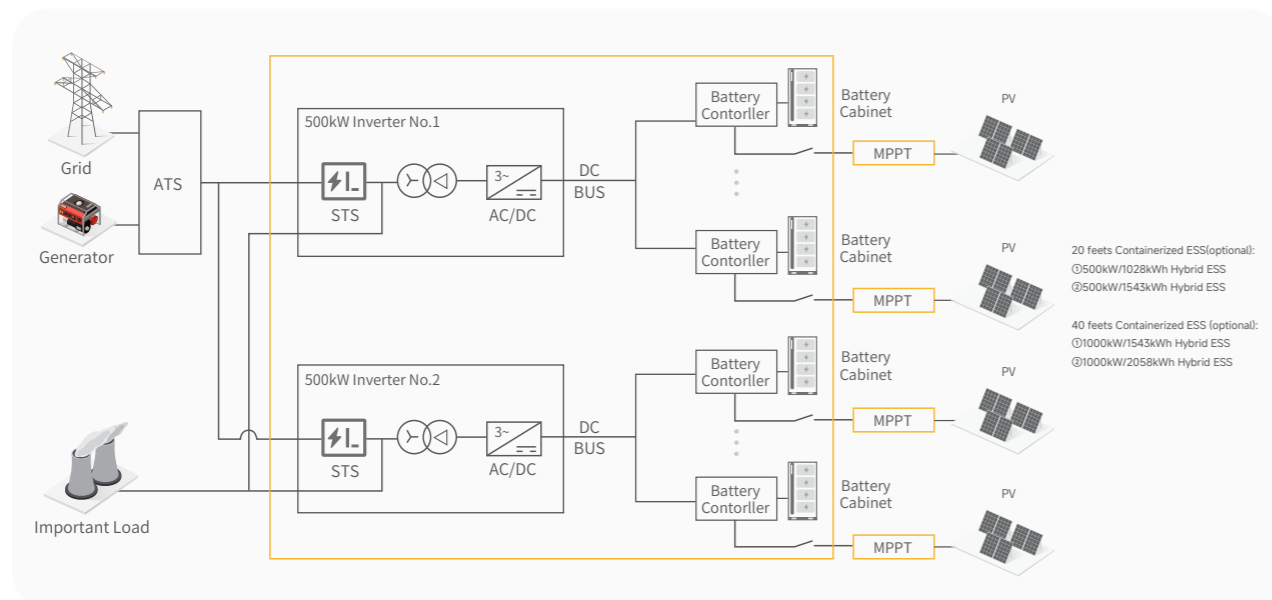 Grid
Generator
ATS
Important Load
500kW Inverter No.1
STS
3~
AC/DC
DC
BUS
Battery
Contorller
Battery
Cabinet
MPPT
PV
Battery
Contorller
Battery
Cabinet
MPPT
PV
500kW Inverter No.2
STS
3~
AC/DC
DC
BUS
Battery
Contorller
Battery
Cabinet
MPPT
PV
Battery
Contorller
Battery
Cabinet
MPPT
PV
20 feets Containerized ESS(optional):
①500kW/1028kWh Hybrid ESS
②500kW/1543kWh Hybrid ESS
40 feets Containerized ESS (optional):
①1000kW/1543kWh Hybrid ESS
②1000kW/2058kWh Hybrid ESS